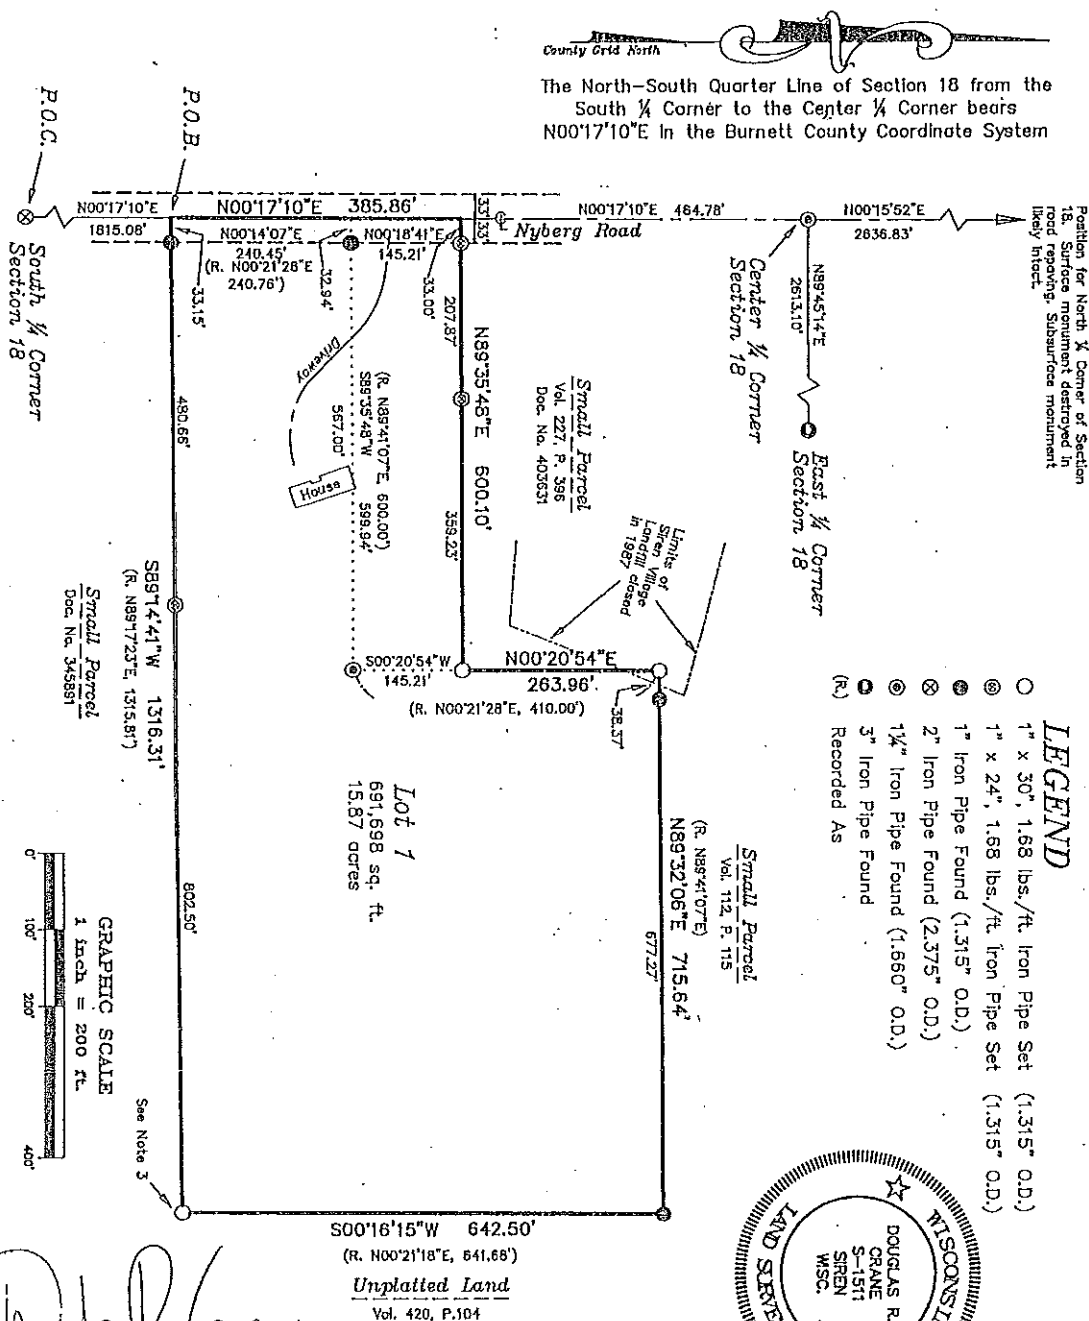 County Grid North
The North-South Quarter Line of Section 18 from the
South ¼ Corner to the Center ¼ Corner bears
N00°17'10"E in the Burnett County Coordinate System
Position for North ¼ Corner of Section
18. Surface monument destroyed in
road repaving. Subsurface monument
likely intact.
P.O.C.
P.O.B.
N00°17'10"E
1815.08'
N00°17'10"E 385.86'
33' 33'
N00°17'10"E 464.78'
N00°15'52"E
2636.83'
Nyberg Road
N00°14'07"E
240.45'
(R. N00°21'28"E
240.76')
N00°18'41"E
145.21'
33.15'
32.94'
33.00'
South ¼ Corner
Section 18
Center ¼ Corner
Section 18
N89°45'14"E
2613.10'
East ¼ Corner
Section 18
207.87'
N89°35'48"E 600.10'
359.23'
Small Parcel
Vol. 227, P. 396
Doc. No. 403631
Limits of
Siren Village
Landfill closed
in 1987
Driveway
House
(R. N89°41'07"E 600.00')
S89°35'48"W 599.94'
567.00'
480.66'
S89°14'41"W 1316.31'
(R. N89°17'23"E, 1315.81')
802.50'
Small Parcel
Doc. No. 345891
S00°20'54"W
145.21'
N00°20'54"E
263.96'
(R. N00°21'28"E, 410.00')
38.37'
Lot 1
691,698 sq. ft.
15.87 acres
Small Parcel
Vol. 112, P. 115
(R. N89°41'07"E)
N89°32'06"E 715.64'
677.27'
LEGEND
1" x 30", 1.68 lbs./ft. Iron Pipe Set (1.315" O.D.)
1" x 24", 1.68 lbs./ft. Iron Pipe Set (1.315" O.D.)
1" Iron Pipe Found (1.315" O.D.)
2" Iron Pipe Found (2.375" O.D.)
1¼" Iron Pipe Found (1.660" O.D.)
3" Iron Pipe Found
(R.) Recorded As
GRAPHIC SCALE
1 inch = 200 ft.
0' 100' 200' 400'
See Note 3
S00°16'15"W 642.50'
(R. N00°21'18"E, 641.68')
Unplatted Land
Vol. 420, P.104
DOUGLAS R.
CRANE
S-1511
SIREN
WISC.
LAND